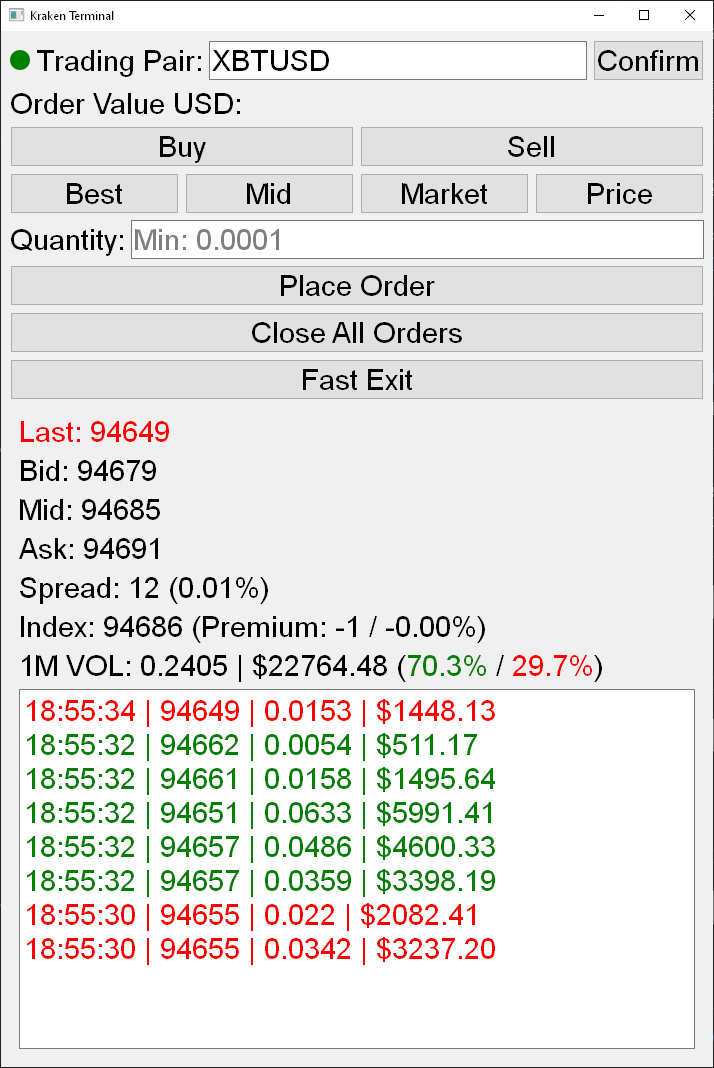 Kraken Terminal
Trading Pair: XBTUSD Confirm
Order Value USD:
Buy Sell
Best Mid Market Price
Quantity: Min: 0.0001
Place Order
Close All Orders
Fast Exit
Last: 94649
Bid: 94679
Mid: 94685
Ask: 94691
Spread: 12 (0.01%)
Index: 94686 (Premium: -1 / -0.00%)
1M VOL: 0.2405 | $22764.48 (70.3% / 29.7%)
18:55:34 | 94649 | 0.0153 | $1448.13
18:55:32 | 94662 | 0.0054 | $511.17
18:55:32 | 94661 | 0.0158 | $1495.64
18:55:32 | 94651 | 0.0633 | $5991.41
18:55:32 | 94657 | 0.0486 | $4600.33
18:55:32 | 94657 | 0.0359 | $3398.19
18:55:30 | 94655 | 0.022 | $2082.41
18:55:30 | 94655 | 0.0342 | $3237.20